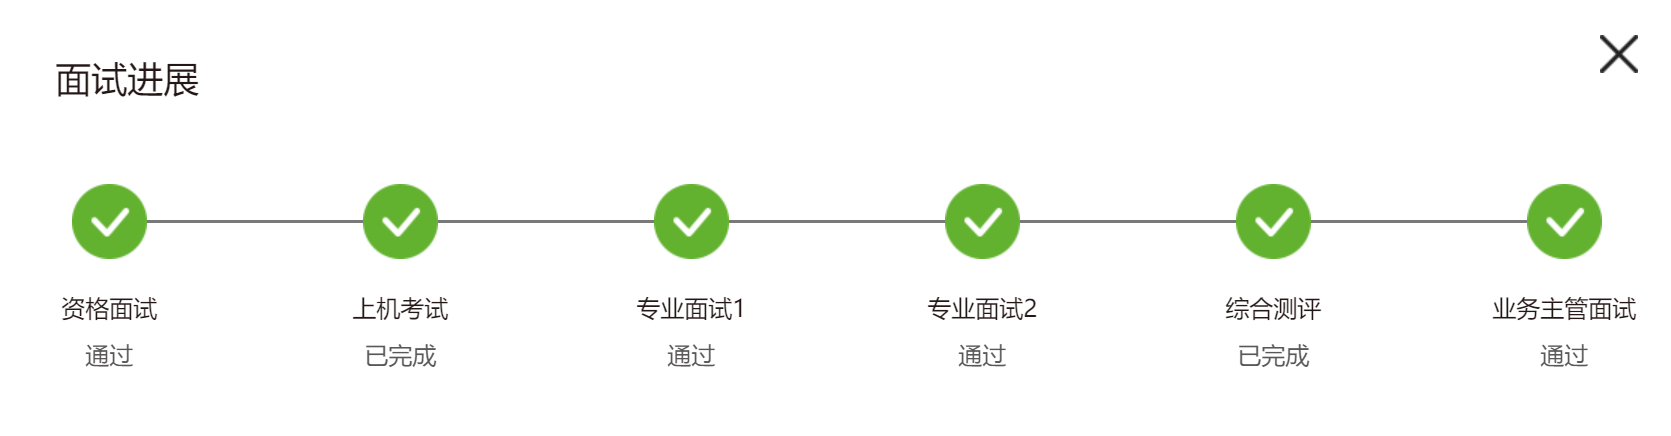 面试进展
资格面试
上机考试
专业面试1
专业面试2
综合测评
业务主管面试
通过
已完成
通过
通过
已完成
通过